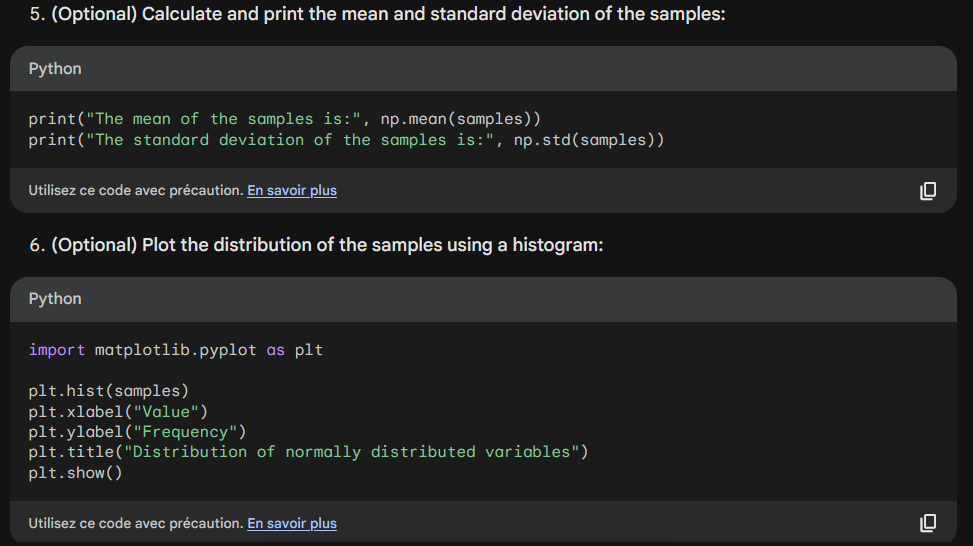 5. (Optional) Calculate and print the mean and standard deviation of the samples:
Python
print("The mean of the samples is:", np.mean(samples))
print("The standard deviation of the samples is:", np.std(samples))
Utilisez ce code avec précaution. En savoir plus
6. (Optional) Plot the distribution of the samples using a histogram:
Python
import matplotlib.pyplot as plt
plt.hist(samples)
plt.xlabel("Value")
plt.ylabel("Frequency")
plt.title("Distribution of normally distributed variables")
plt.show()
Utilisez ce code avec précaution. En savoir plus